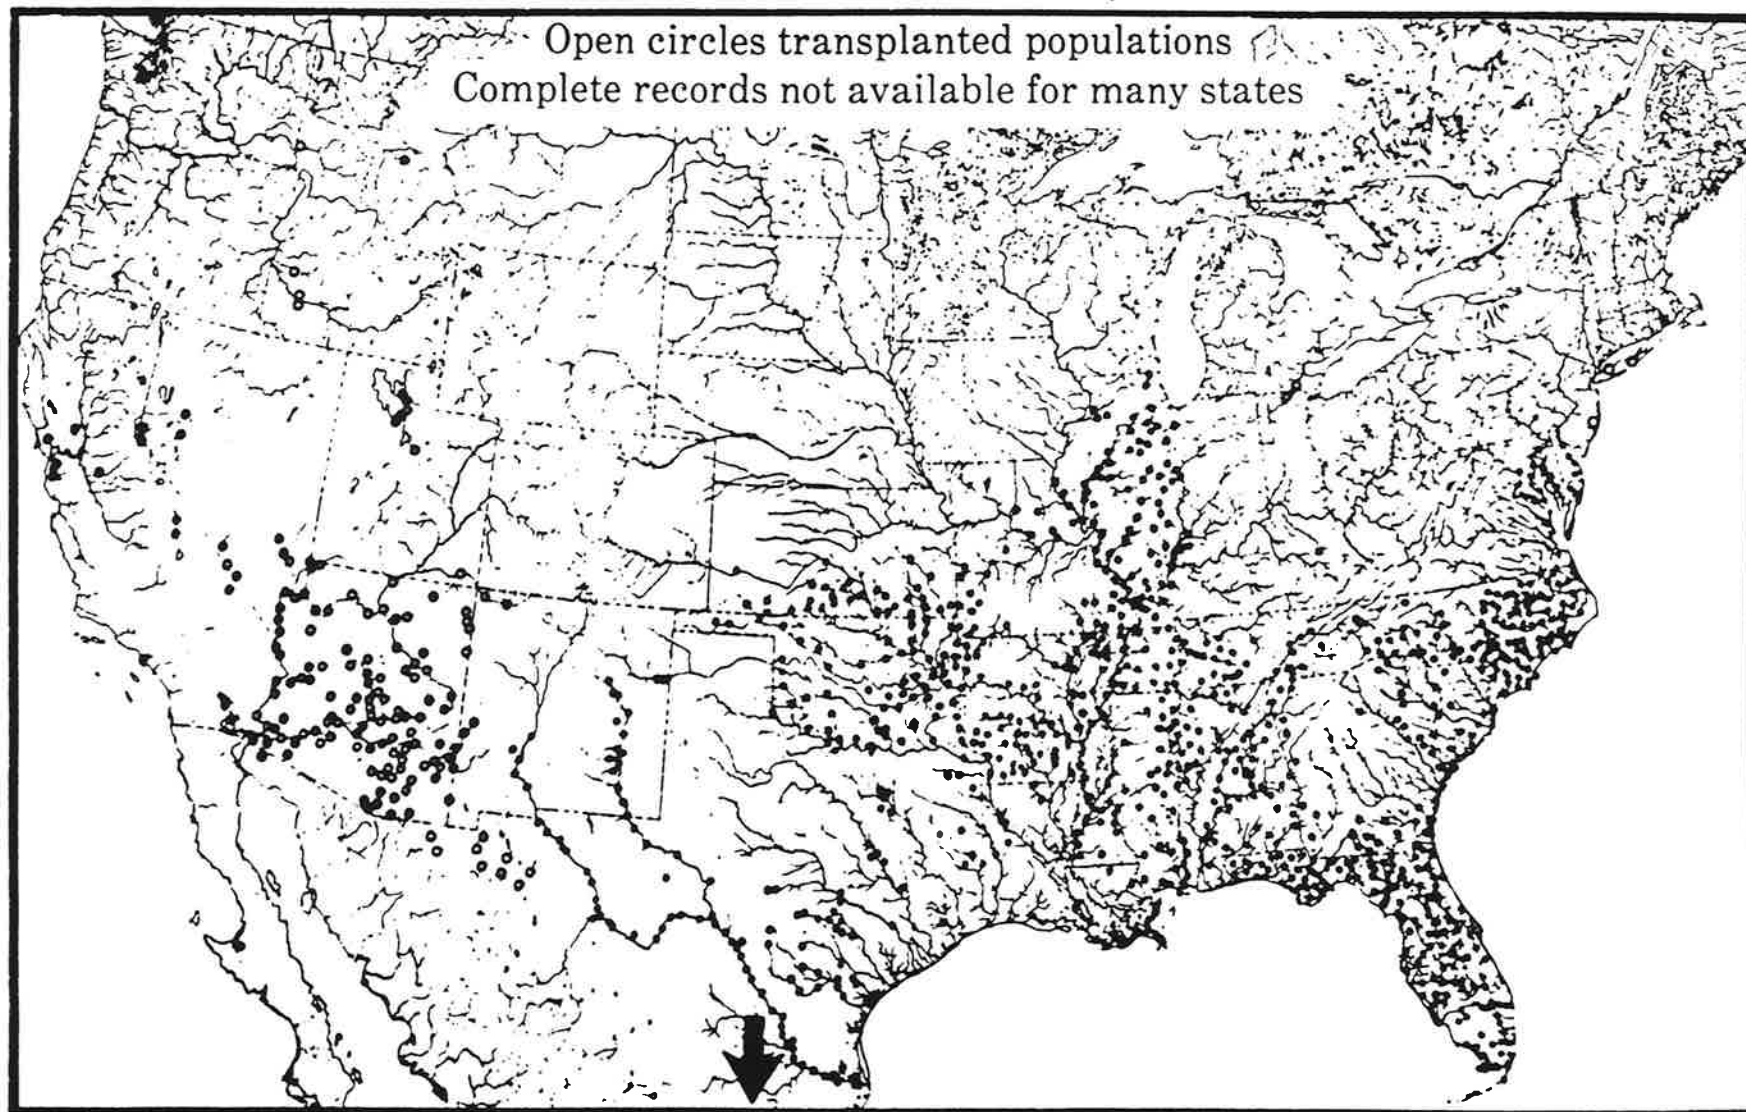 Open circles transplanted populations
Complete records not available for many states